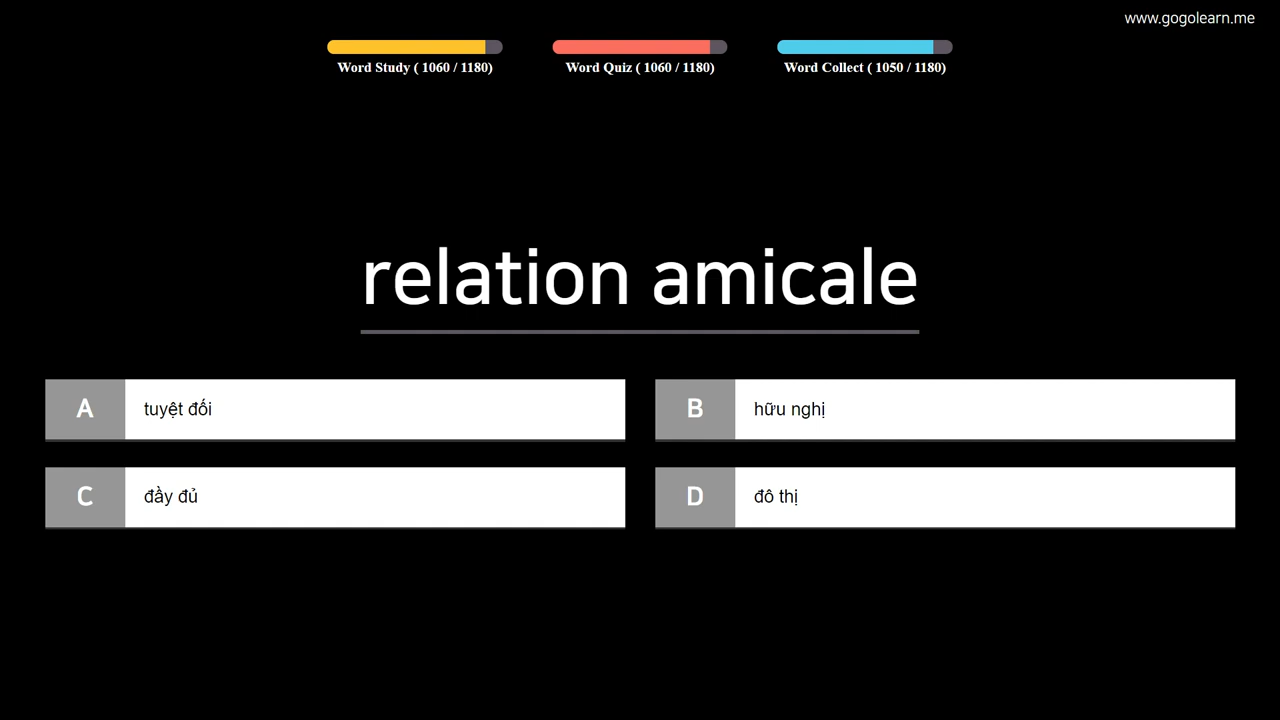 www.gogolearn.me
Word Study ( 1060 / 1180)
Word Quiz ( 1060 / 1180)
Word Collect ( 1050 / 1180)
relation amicale
A tuyệt đối
B hữu nghị
C đầy đủ
D đô thị